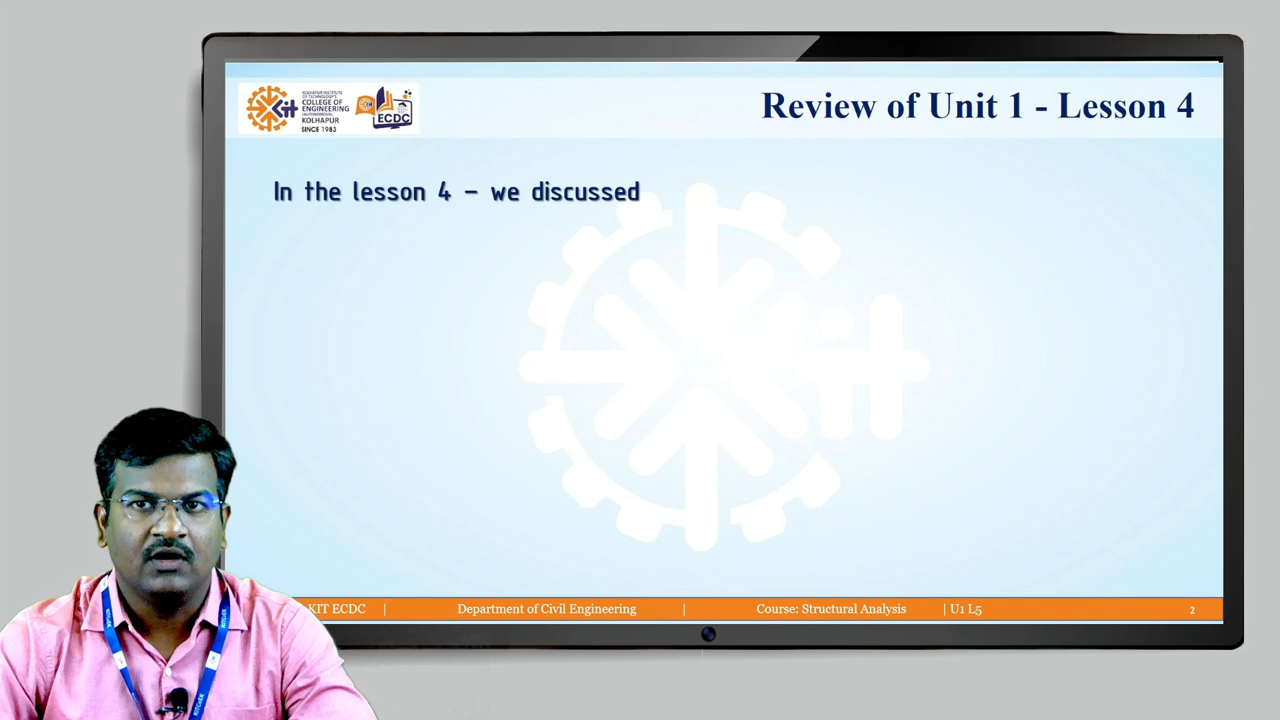 KOLHAPUR INSTITUTE
OF TECHNOLOGY'S
COLLEGE OF
ENGINEERING
(AUTONOMOUS),
KOLHAPUR
SINCE 1983
ECDC
Review of Unit 1 - Lesson 4
In the lesson 4 – we discussed
KIT ECDC | Department of Civil Engineering | Course: Structural Analysis | U1 L5
2